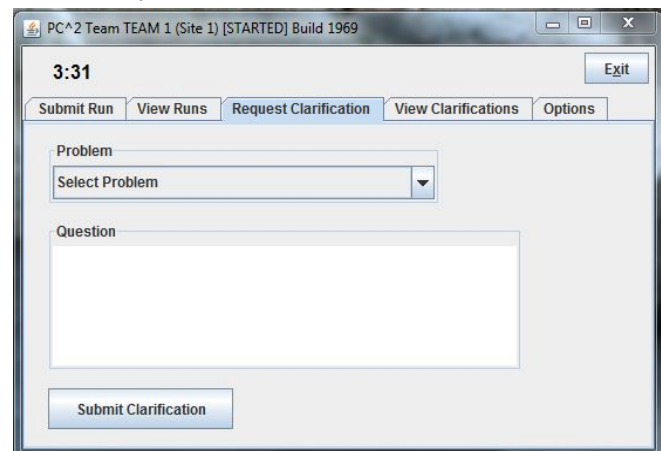 PC^2 Team TEAM 1 (Site 1) [STARTED] Build 1969
3:31
Exit
Submit Run View Runs Request Clarification View Clarifications Options
Problem
Select Problem
Question
Submit Clarification